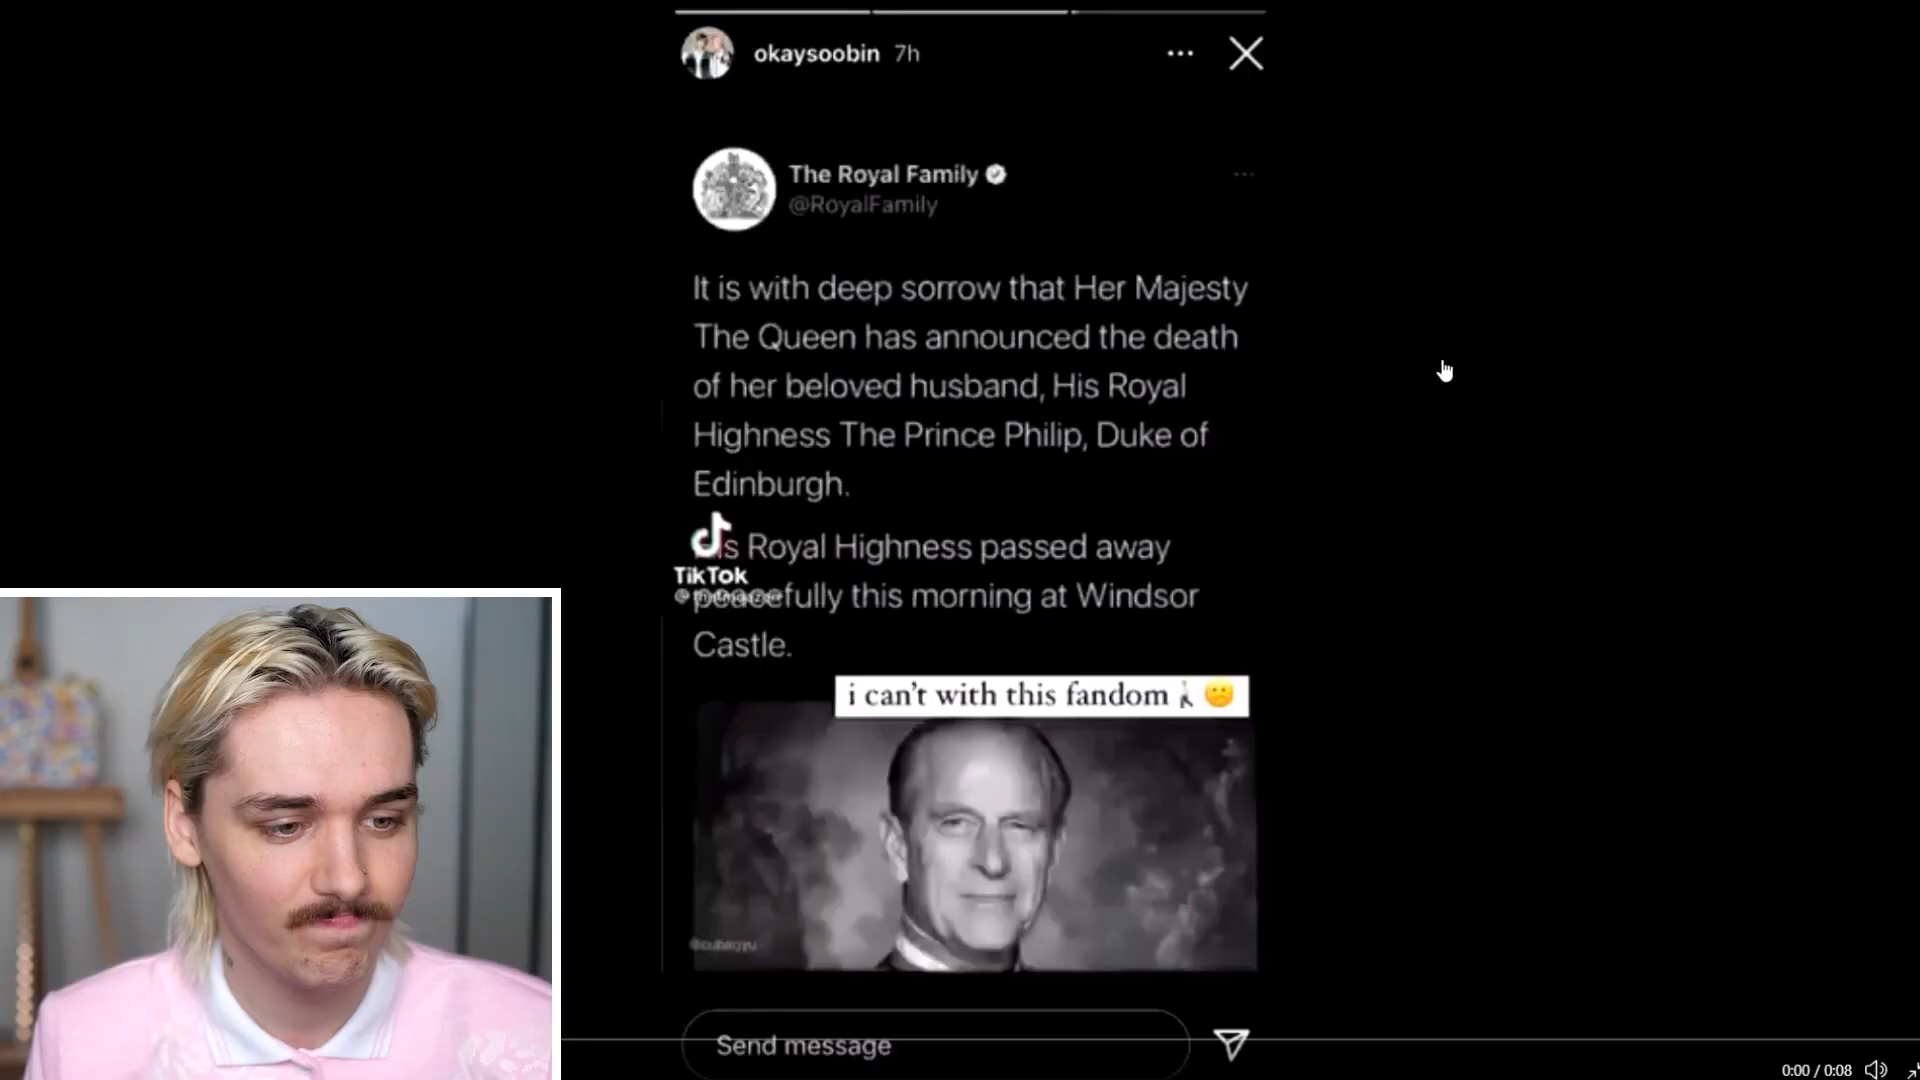 okaysoobin 7h
The Royal Family
@RoyalFamily
It is with deep sorrow that Her Majesty
The Queen has announced the death
of her beloved husband, His Royal
Highness The Prince Philip, Duke of
Edinburgh.
Royal Highness passed away
TikTok
peacefully this morning at Windsor
Castle.
i can't with this fandom
Send message
0:00 / 0:08